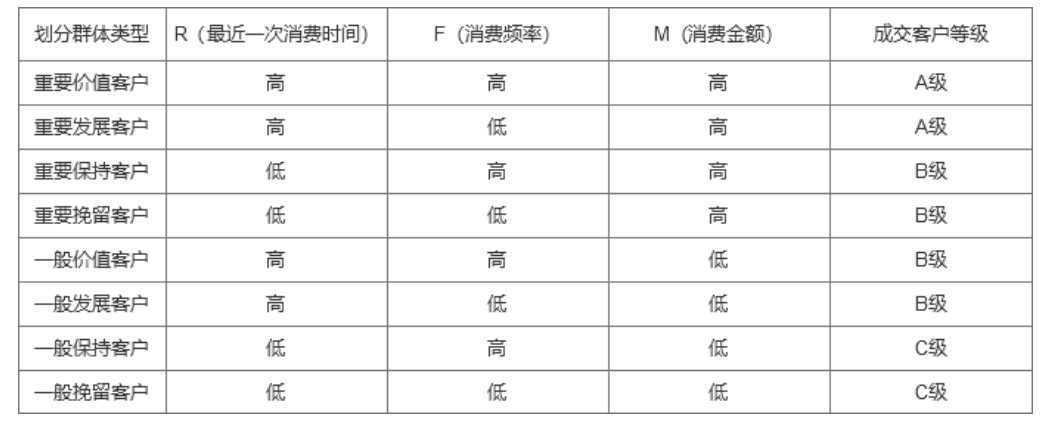 划分群体类型 R（最近一次消费时间） F（消费频率） M（消费金额） 成交客户等级
重要价值客户 高 高 高 A级
重要发展客户 高 低 高 A级
重要保持客户 低 高 高 B级
重要挽留客户 低 低 高 B级
一般价值客户 高 高 低 B级
一般发展客户 高 低 低 B级
一般保持客户 低 高 低 C级
一般挽留客户 低 低 低 C级